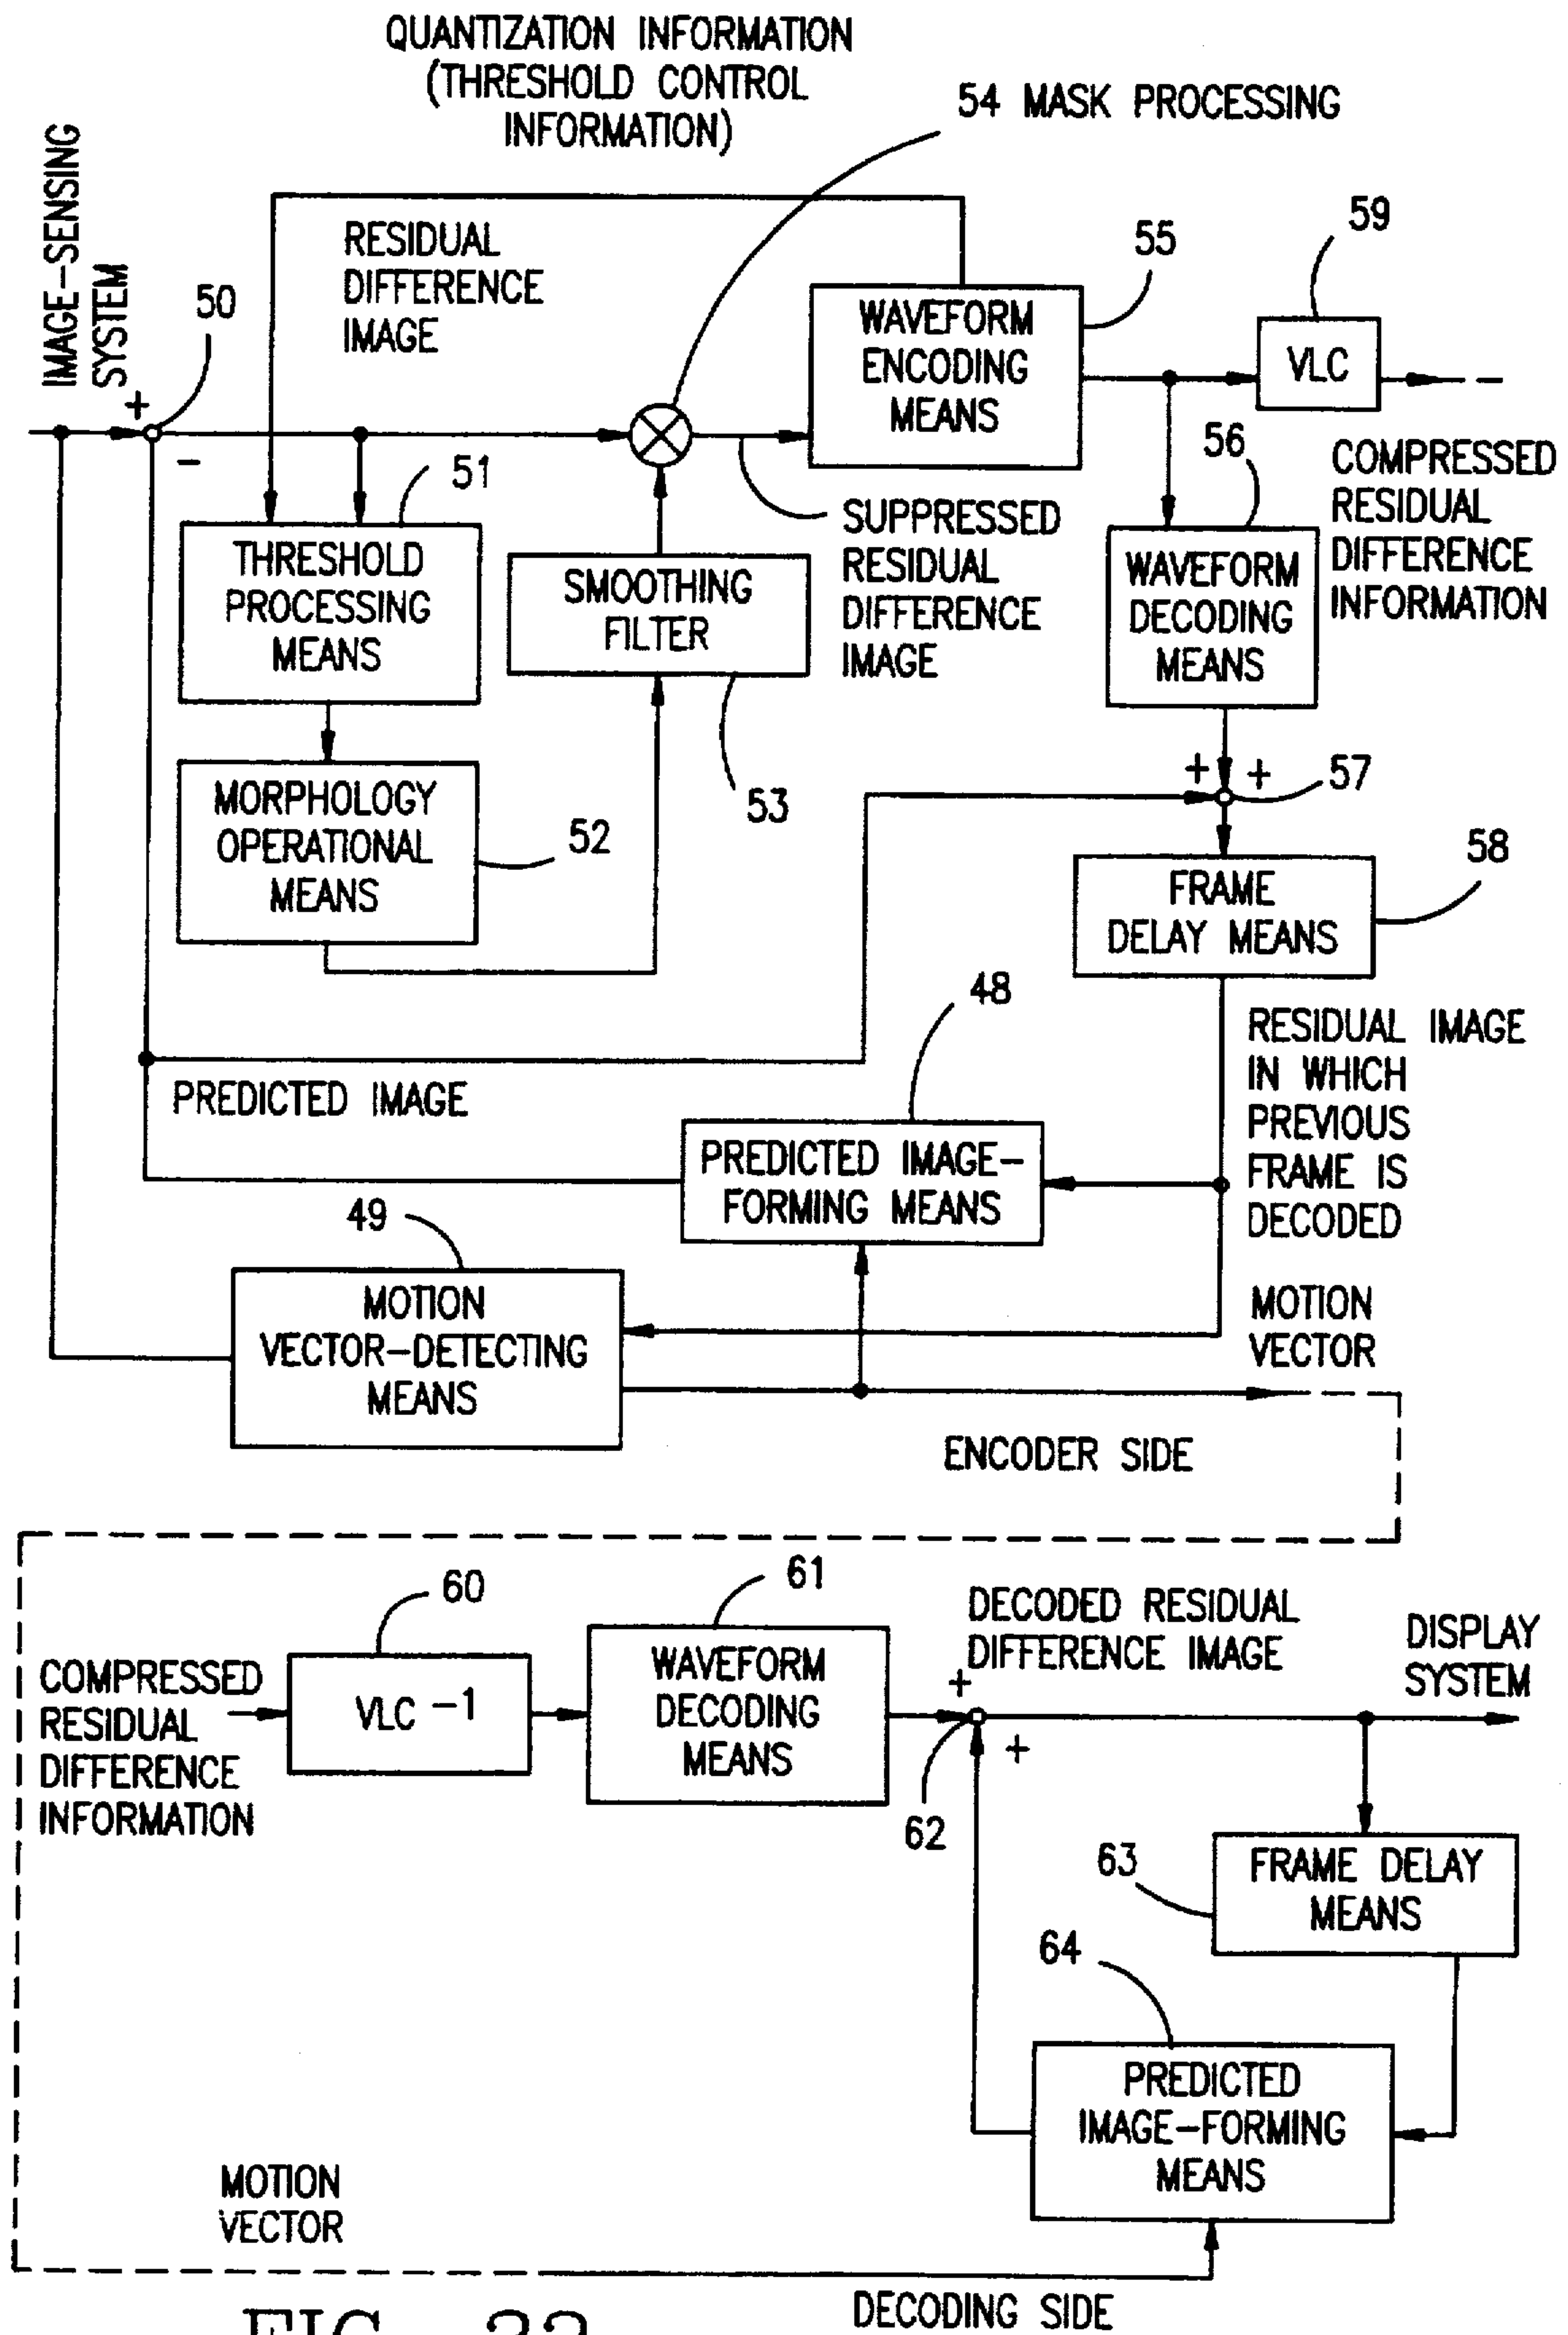 QUANTIZATION INFORMATION
(THRESHOLD CONTROL
INFORMATION)
54 MASK PROCESSING
IMAGE-SENSING
SYSTEM
50
RESIDUAL
DIFFERENCE
IMAGE
55
59
WAVEFORM
ENCODING
MEANS
VLC
+
-
51
56
COMPRESSED
RESIDUAL
DIFFERENCE
INFORMATION
THRESHOLD
PROCESSING
MEANS
SMOOTHING
FILTER
SUPPRESSED
RESIDUAL
DIFFERENCE
IMAGE
WAVEFORM
DECODING
MEANS
53
+ +
57
MORPHOLOGY
OPERATIONAL
MEANS
52
58
FRAME
DELAY MEANS
48
RESIDUAL IMAGE
IN WHICH
PREVIOUS
FRAME IS
DECODED
PREDICTED IMAGE
PREDICTED IMAGE-
FORMING MEANS
49
MOTION
VECTOR-DETECTING
MEANS
MOTION
VECTOR
ENCODER SIDE
60
61
DECODED RESIDUAL
DIFFERENCE IMAGE
DISPLAY
SYSTEM
COMPRESSED
RESIDUAL
DIFFERENCE
INFORMATION
VLC -1
WAVEFORM
DECODING
MEANS
+
+
62
63
FRAME DELAY
MEANS
64
PREDICTED
IMAGE-FORMING
MEANS
MOTION
VECTOR
DECODING SIDE